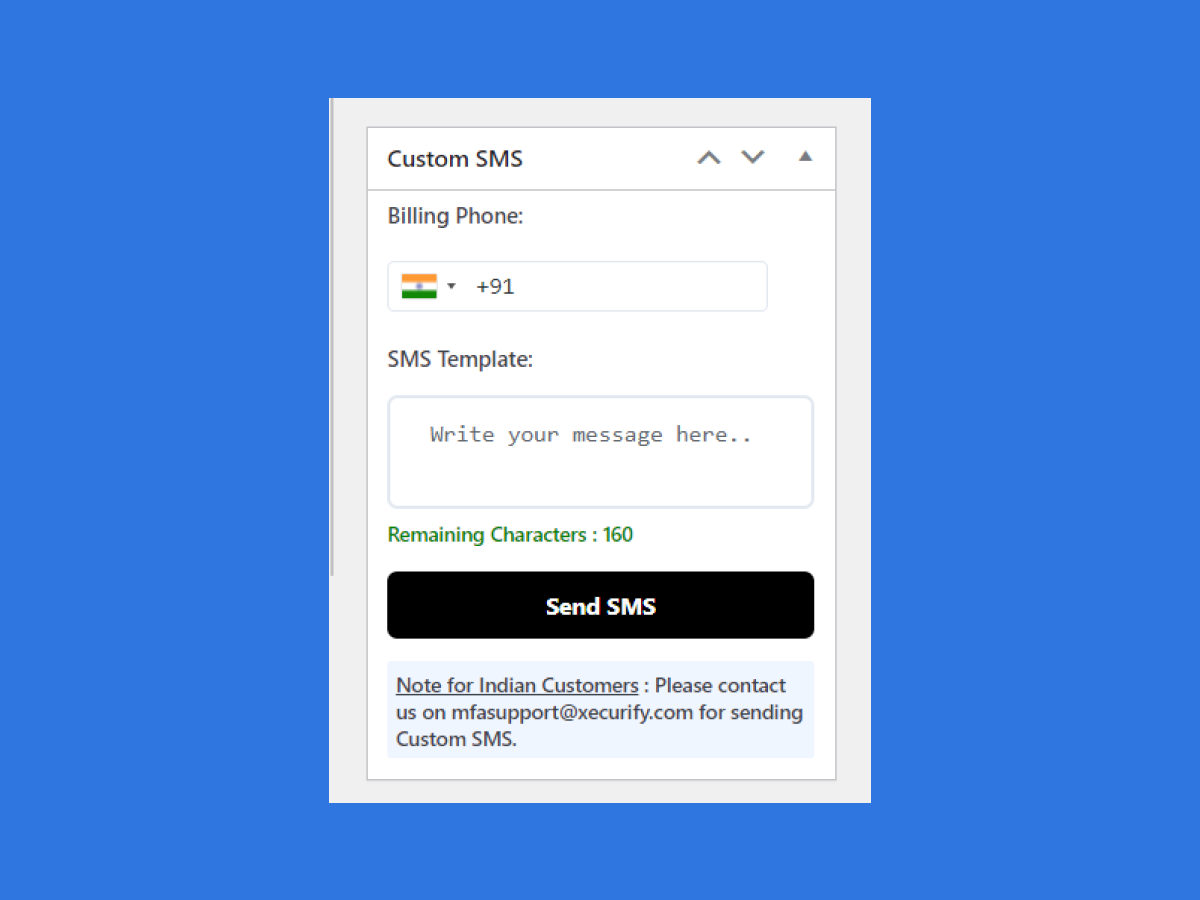 Custom SMS
Billing Phone:
+91
SMS Template:
Write your message here..
Remaining Characters : 160
Send SMS
Note for Indian Customers : Please contact
us on mfasupport@xecurify.com for sending
Custom SMS.